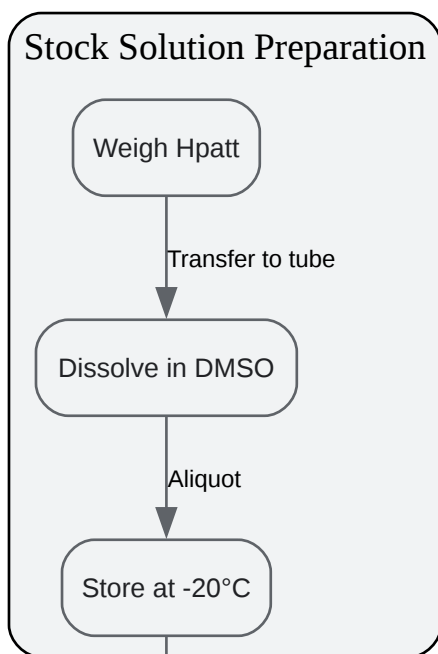 Stock Solution Preparation
Weigh Hpatt
Transfer to tube
Dissolve in DMSO
Aliquot
Store at -20°C